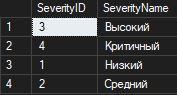 SeverityID SeverityName
1 3 Высокий
2 4 Критичный
3 1 Низкий
4 2 Средний